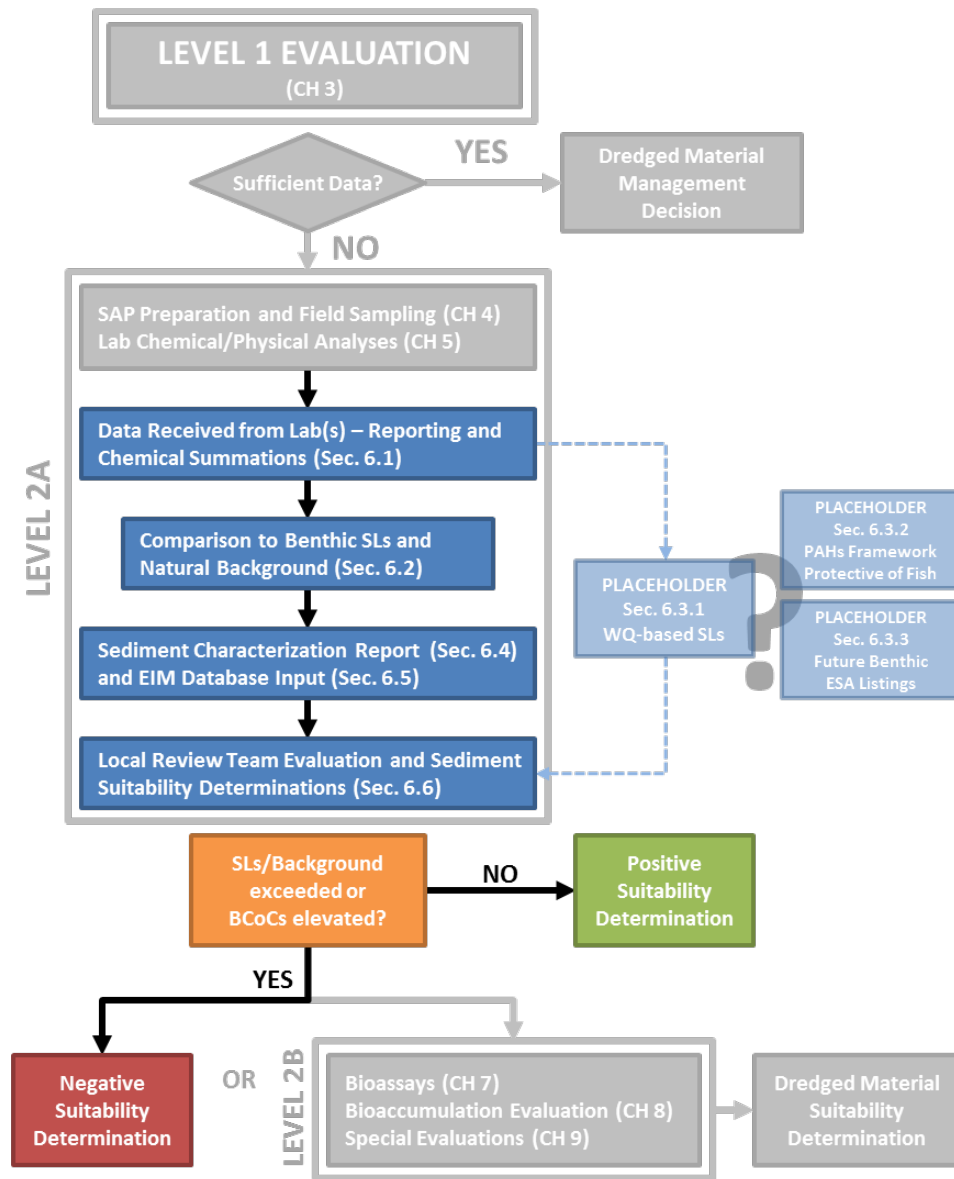 LEVEL 1 EVALUATION
(CH 3)
Sufficient Data?
YES
Dredged Material
Management
Decision
NO
LEVEL 2A
SAP Preparation and Field Sampling (CH 4)
Lab Chemical/Physical Analyses (CH 5)
Data Received from Lab(s) – Reporting and
Chemical Summations (Sec. 6.1)
Comparison to Benthic SLs and
Natural Background (Sec. 6.2)
Sediment Characterization Report (Sec. 6.4)
and EIM Database Input (Sec. 6.5)
Local Review Team Evaluation and Sediment
Suitability Determinations (Sec. 6.6)
PLACEHOLDER
Sec. 6.3.1
WQ-based SLs
?
PLACEHOLDER
Sec. 6.3.2
PAHs Framework
Protective of Fish
PLACEHOLDER
Sec. 6.3.3
Future Benthic
ESA Listings
SLs/Background
exceeded or
BCoCs elevated?
NO
Positive
Suitability
Determination
YES
Negative
Suitability
Determination
OR
LEVEL 2B
Bioassays (CH 7)
Bioaccumulation Evaluation (CH 8)
Special Evaluations (CH 9)
Dredged Material
Suitability
Determination